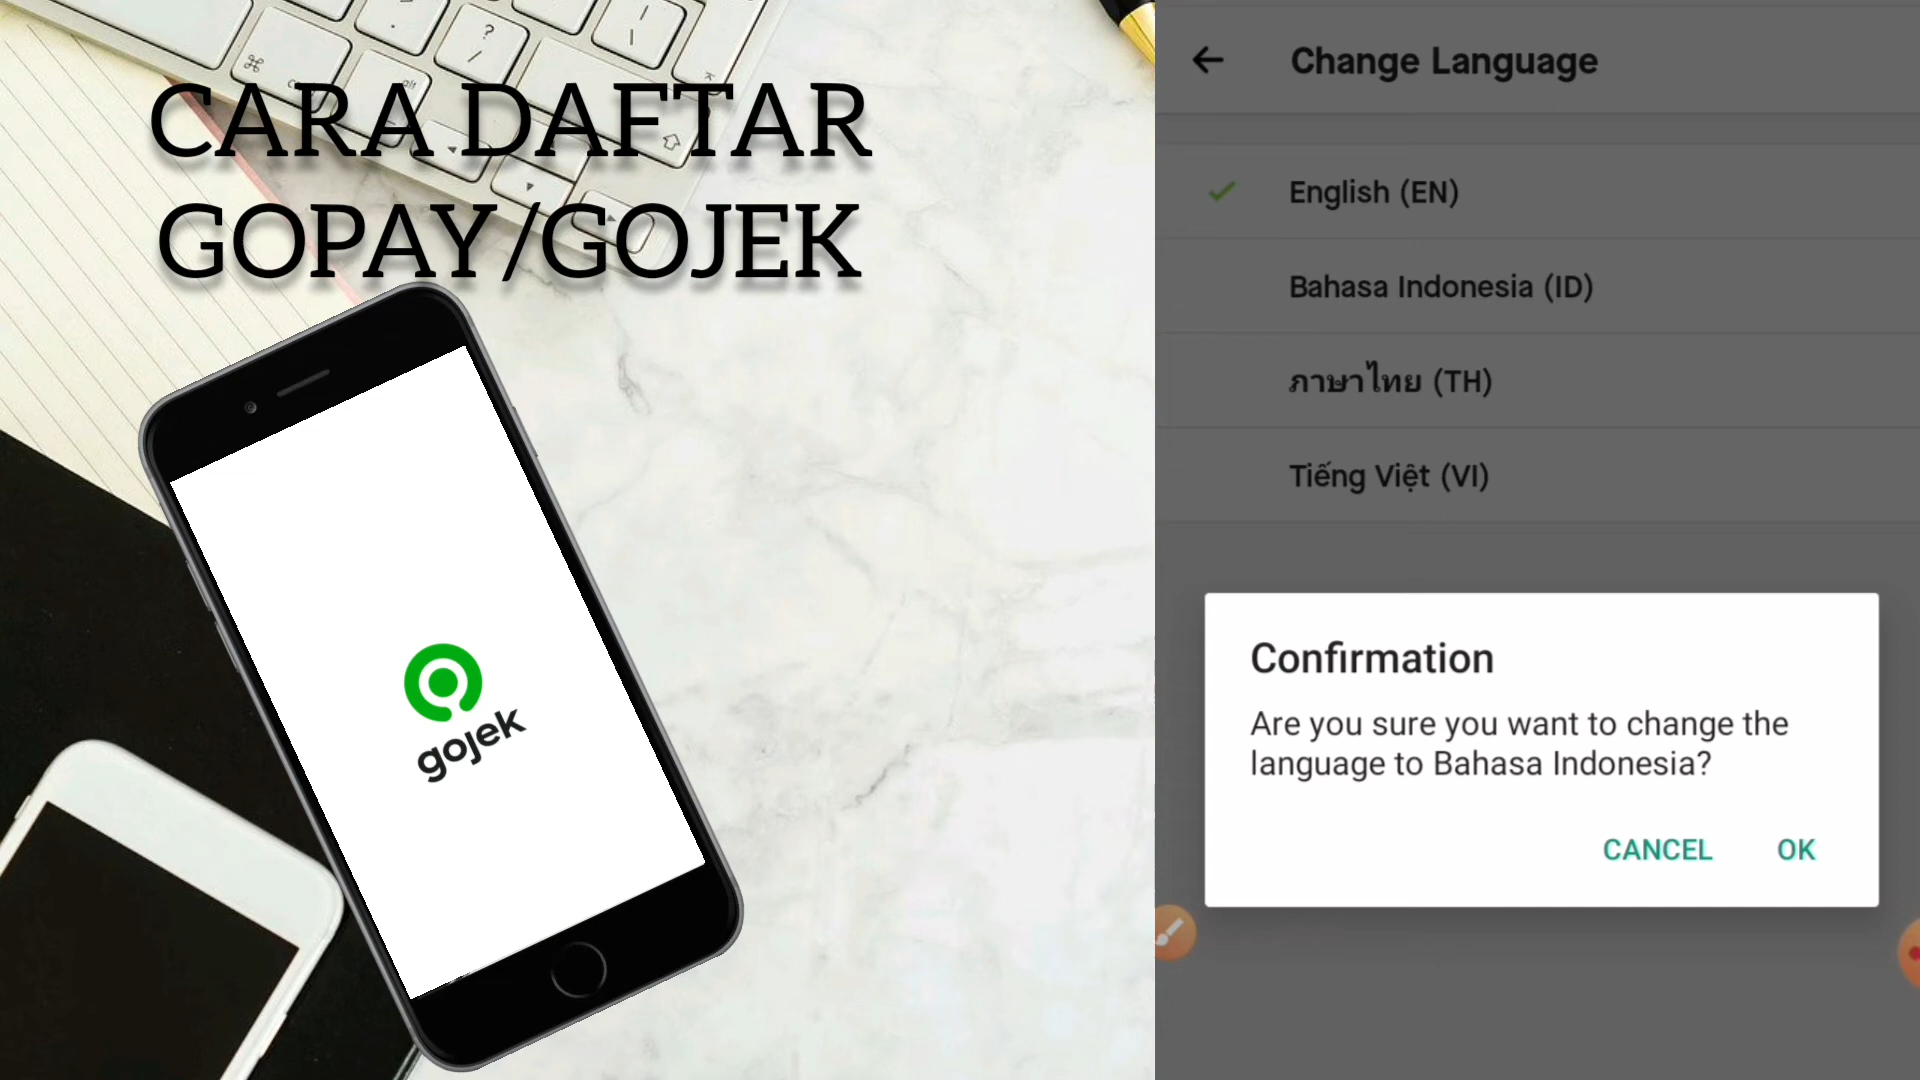 CARA DAFTAR
GOPAY/GOJEK
gojek
Change Language
English (EN)
Bahasa Indonesia (ID)
ภาษาไทย (TH)
Tiếng Việt (VI)
Confirmation
Are you sure you want to change the
language to Bahasa Indonesia?
CANCEL
OK